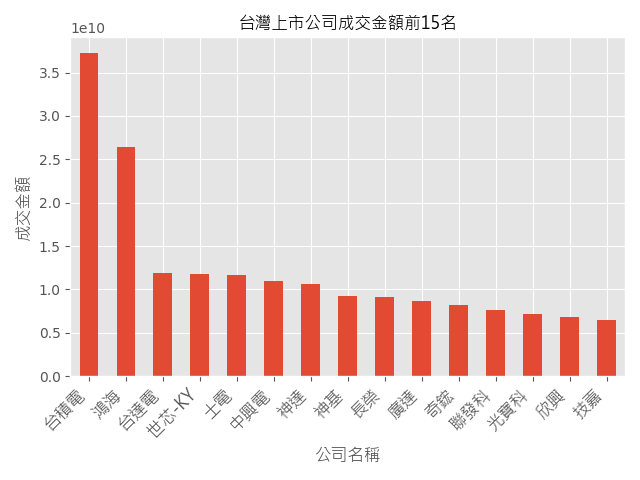 台灣上市公司成交金額前15名
1e10
3.5
3.0
2.5
2.0
1.5
1.0
0.5
0.0
成交金額
台積電
鴻海
台達電
世芯-KY
士電
中興電
神達
神基
長榮
廣達
奇鋐
聯發科
光寶科
欣興
技嘉
公司名稱